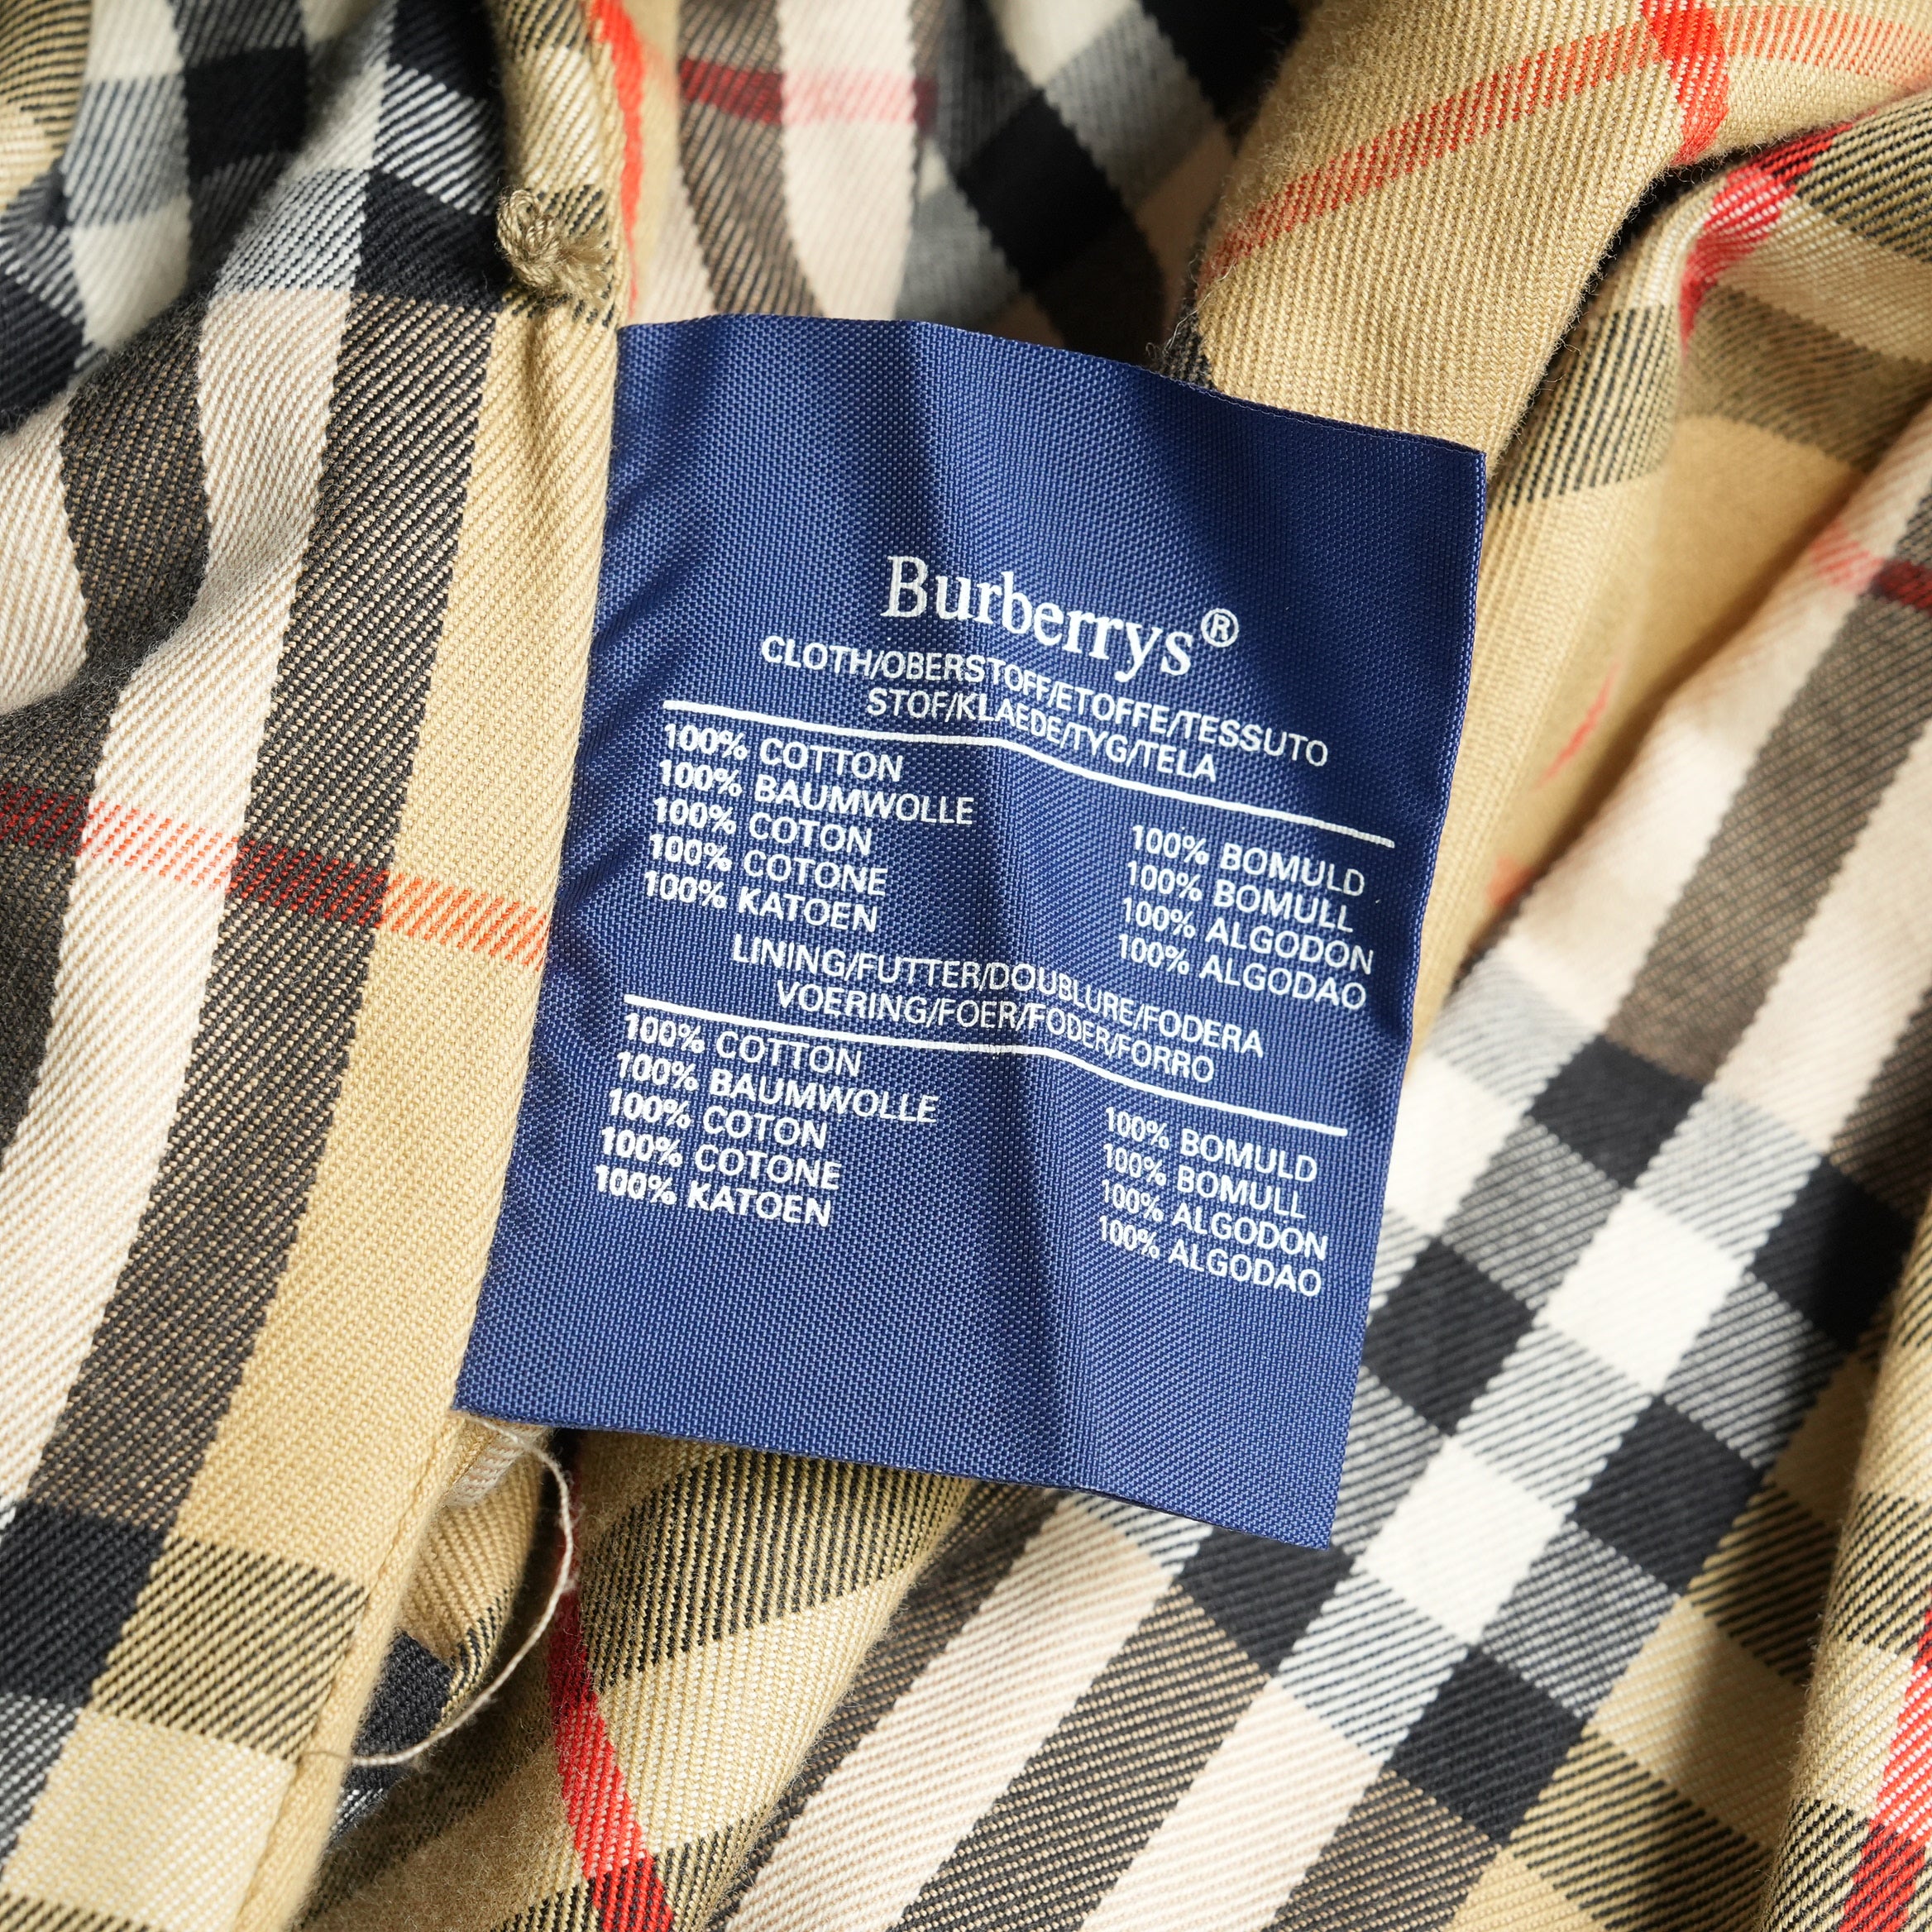 Burberrys®
CLOTH/OBERSTOFF/ETOFFE/TESSUTO
STOF/KLAEDE/TYG/TELA
100% COTTON
100% BAUMWOLLE
100% COTON
100% COTONE
100% KATOEN
100% BOMULD
100% BOMULL
100% ALGODON
100% ALGODAO
LINING/FUTTER/DOUBLURE/FODERA
VOERING/FOER/FODER/FORRO
100% COTTON
100% BAUMWOLLE
100% COTON
100% COTONE
100% KATOEN
100% BOMULD
100% BOMULL
100% ALGODON
100% ALGODAO